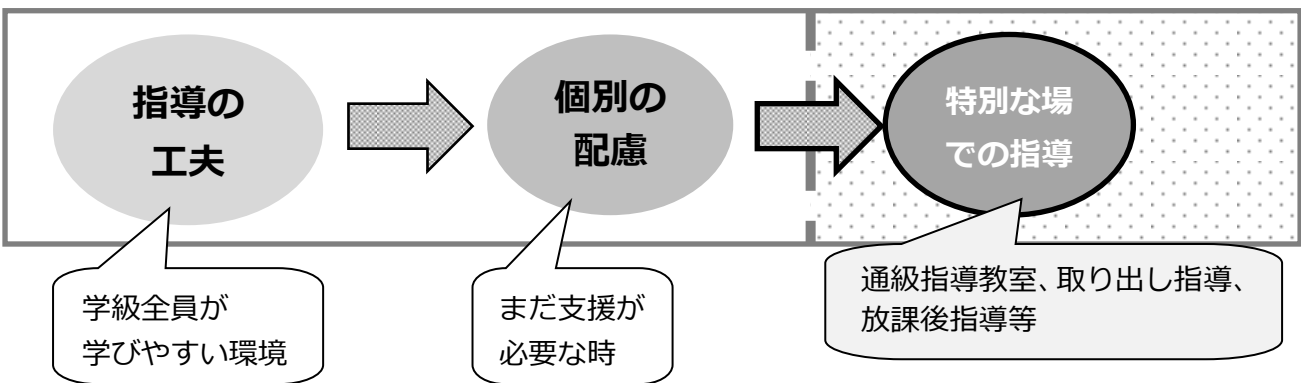 指導の
工夫
個別の
配慮
特別な場
での指導
学級全員が
学びやすい環境
まだ支援が
必要な時
通級指導教室、取り出し指導、
放課後指導等